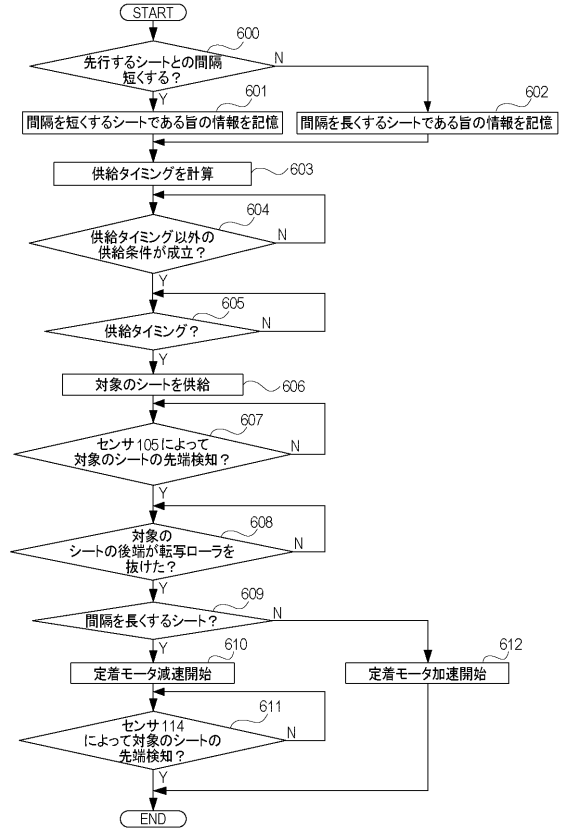 START
600
先行するシートとの間隔
短くする？
N
Y
601
602
間隔を短くするシートである旨の情報を記憶
間隔を長くするシートである旨の情報を記憶
供給タイミングを計算
603
604
供給タイミング以外の
供給条件が成立？
N
Y
605
供給タイミング？
N
Y
対象のシートを供給
606
607
センサ105によって
対象のシートの先端検知？
N
Y
608
対象の
シートの後端が転写ローラを
抜けた？
N
Y
609
間隔を長くするシート？
N
Y
610
612
定着モータ減速開始
定着モータ加速開始
611
センサ114
によって対象のシートの
先端検知？
N
Y
END